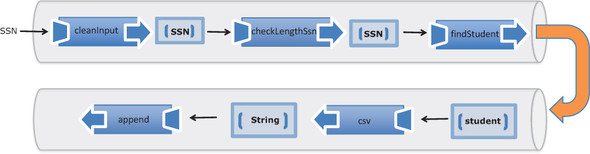 SSN
cleanInput
SSN
checkLengthSsn
SSN
findStudent
append
String
csv
student